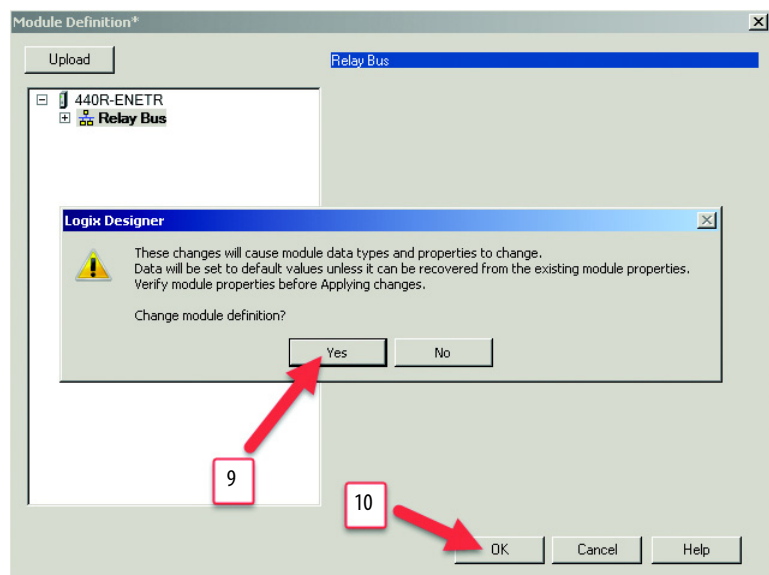 Module Definition*
Upload
Relay Bus
440R-ENETR
Relay Bus
Logix Designer
These changes will cause module data types and properties to change.
Data will be set to default values unless it can be recovered from the existing module properties.
Verify module properties before Applying changes.
Change module definition?
Yes No
9
10
OK Cancel Help